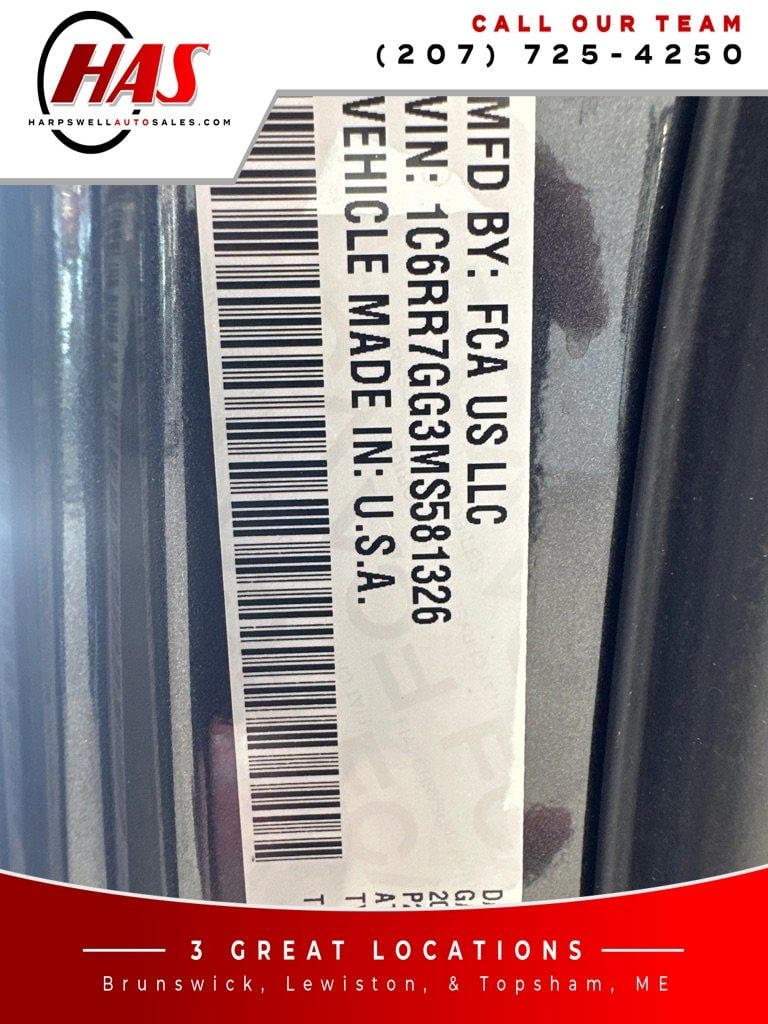 HAS
HARPSWELLAUTOSALES.COM
CALL OUR TEAM
(207) 725-4250
MFD BY: FCA US LLC
VIN: 1C6RR7GG3MS581326
VEHICLE MADE IN: U.S.A.
3 GREAT LOCATIONS
Brunswick, Lewiston, & Topsham, ME